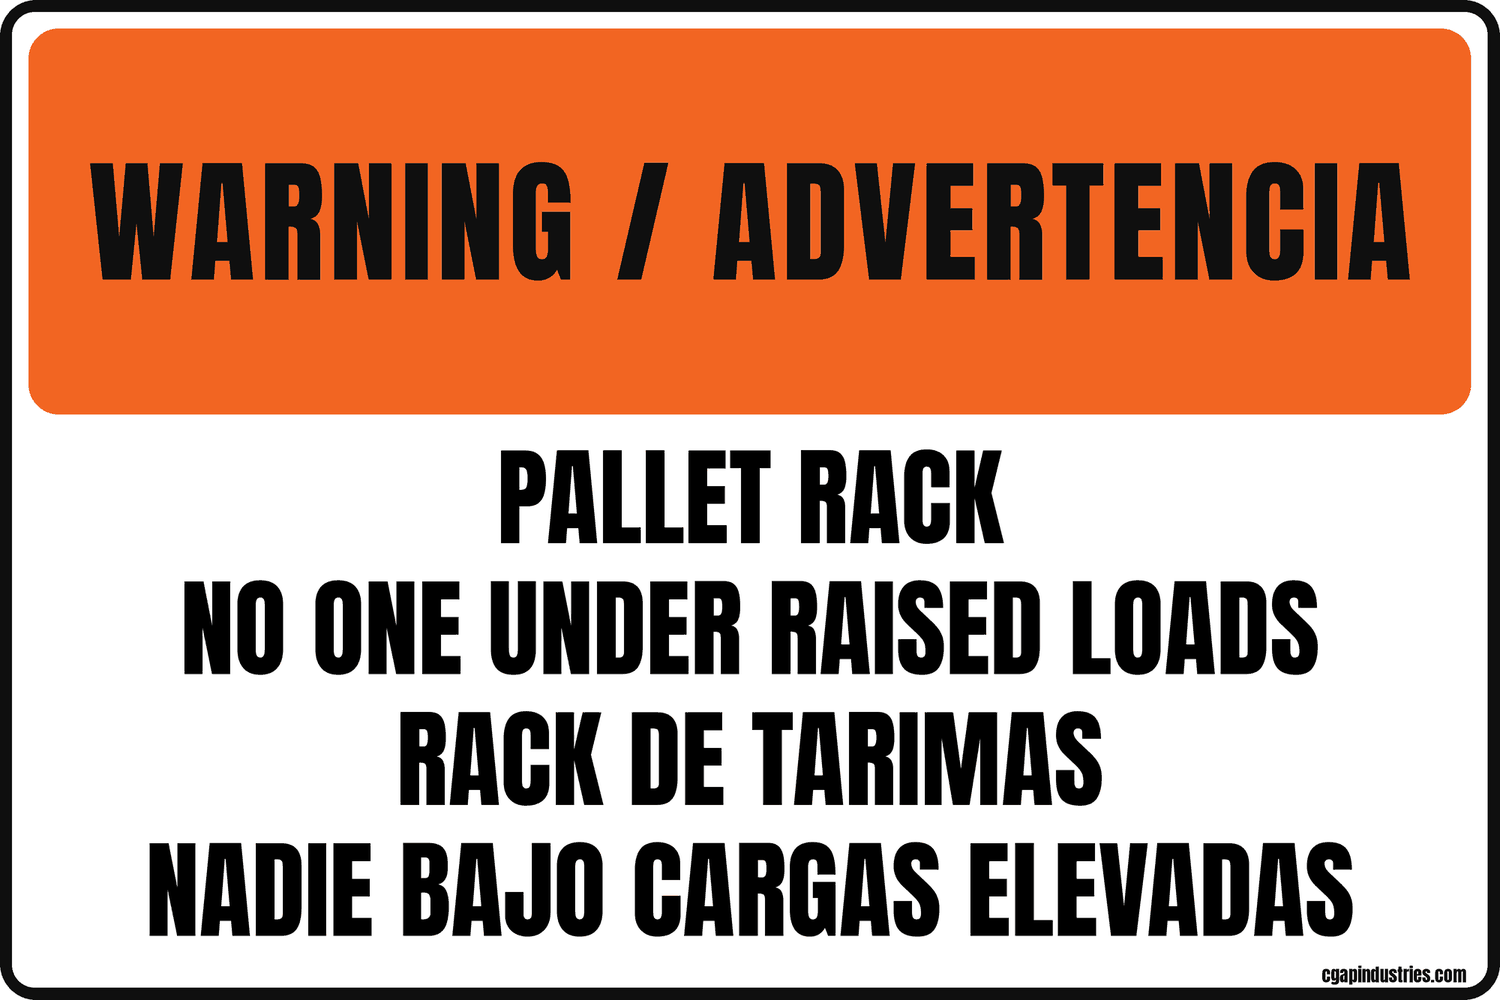 WARNING / ADVERTENCIA
PALLET RACK
NO ONE UNDER RAISED LOADS
RACK DE TARIMAS
NADIE BAJO CARGAS ELEVADAS
cgapindustries.com